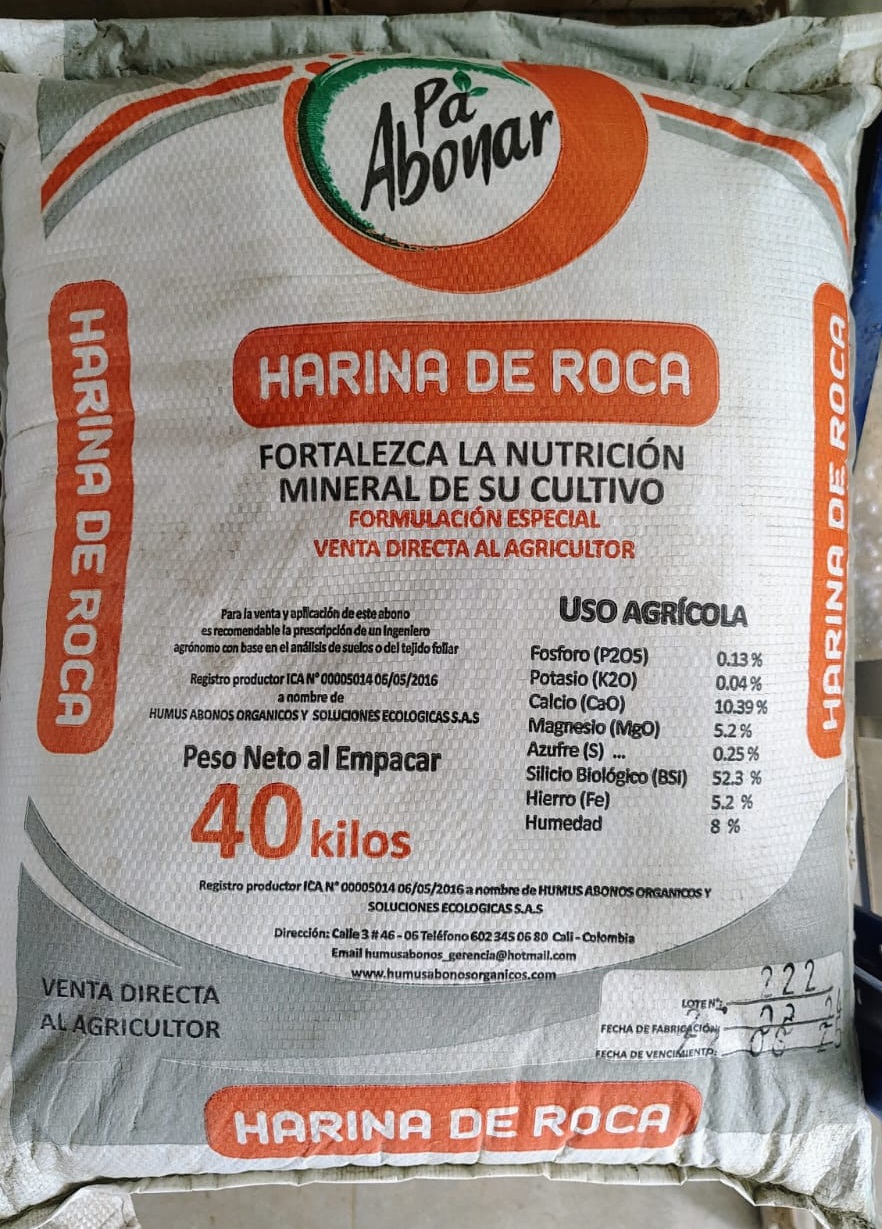 Pa
Abonar
HARINA DE ROCA
HARINA DE ROCA
HARINA DE ROCA
FORTALEZCA LA NUTRICIÓN
MINERAL DE SU CULTIVO
FORMULACIÓN ESPECIAL
VENTA DIRECTA AL AGRICULTOR
Para la venta y aplicación de este abono
es recomendable la prescripción de un Ingeniero
agrónomo con base en el análisis de suelos o del tejido foliar
Registro productor ICA N° 00005014 06/05/2016
a nombre de
HUMUS ABONOS ORGANICOS Y SOLUCIONES ECOLOGICAS S.A.S
Peso Neto al Empacar
40 kilos
USO AGRÍCOLA
Fosforo (P2O5) 0.13 %
Potasio (K2O) 0.04 %
Calcio (CaO) 10.39 %
Magnesio (MgO) 5.2 %
Azufre (S) ... 0.25 %
Silicio Biológico (BSi) 52.3 %
Hierro (Fe) 5.2 %
Humedad 8 %
Registro productor ICA N° 00005014 06/05/2016 a nombre de HUMUS ABONOS ORGANICOS Y
SOLUCIONES ECOLOGICAS S.A.S
Dirección: Calle 3 # 46 - 06 Teléfono 602 345 06 80 Cali - Colombia
Email humusabonos_gerencia@hotmail.com
www.humusabonosorganicos.com
VENTA DIRECTA
AL AGRICULTOR
LOTE N°: 222
FECHA DE FABRICACIÓN:
FECHA DE VENCIMIENTO:
HARINA DE ROCA